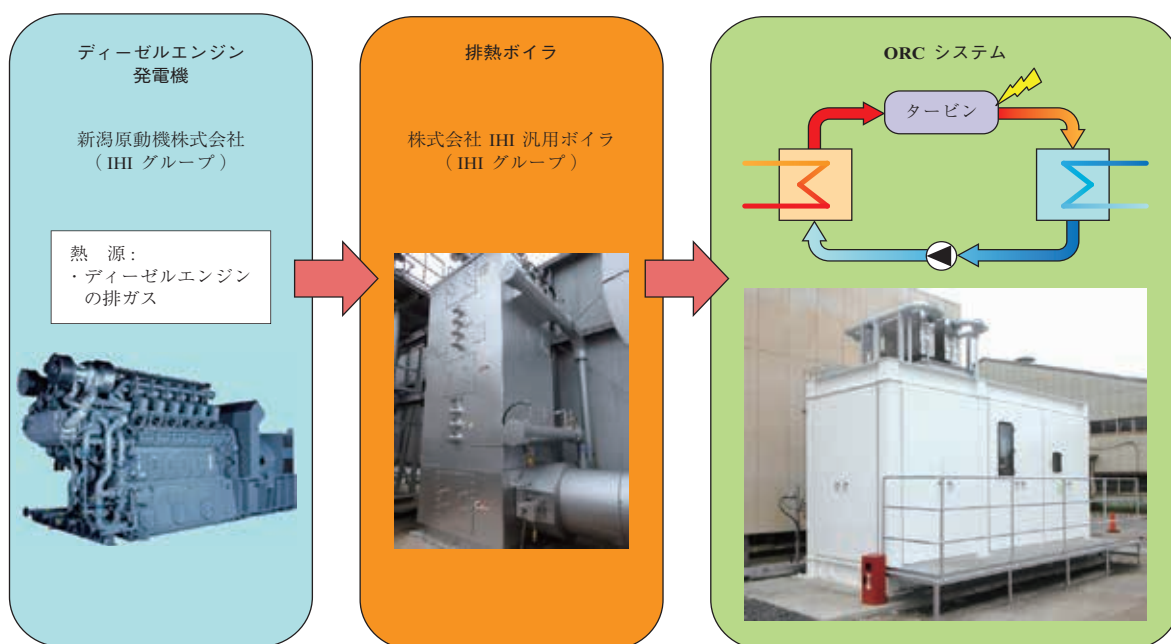 ディーゼルエンジン
発電機
新潟原動機株式会社
( IHI グループ )
熱　源 :
・ディーゼルエンジン
の排ガス
排熱ボイラ
株式会社 IHI 汎用ボイラ
( IHI グループ )
ORC システム
タービン